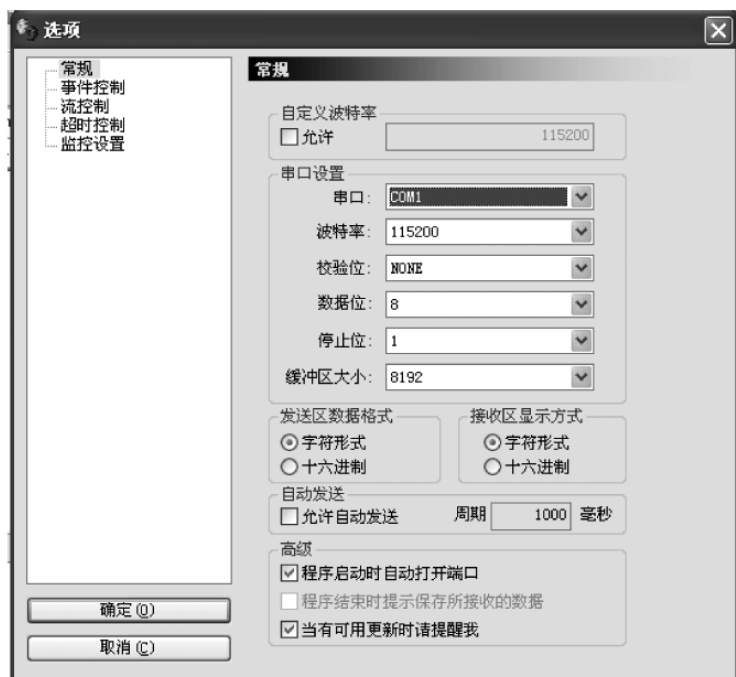 选项
常规
事件控制
流控制
超时控制
监控设置
常规
自定义波特率
允许 115200
串口设置
串口: COM1
波特率: 115200
校验位: NONE
数据位: 8
停止位: 1
缓冲区大小: 8192
发送区数据格式 接收区显示方式
字符形式 字符形式
十六进制 十六进制
自动发送
允许自动发送 周期 1000 毫秒
高级
程序启动时自动打开端口
程序结束时提示保存所接收的数据
当有可用更新时请提醒我
确定(O)
取消(C)